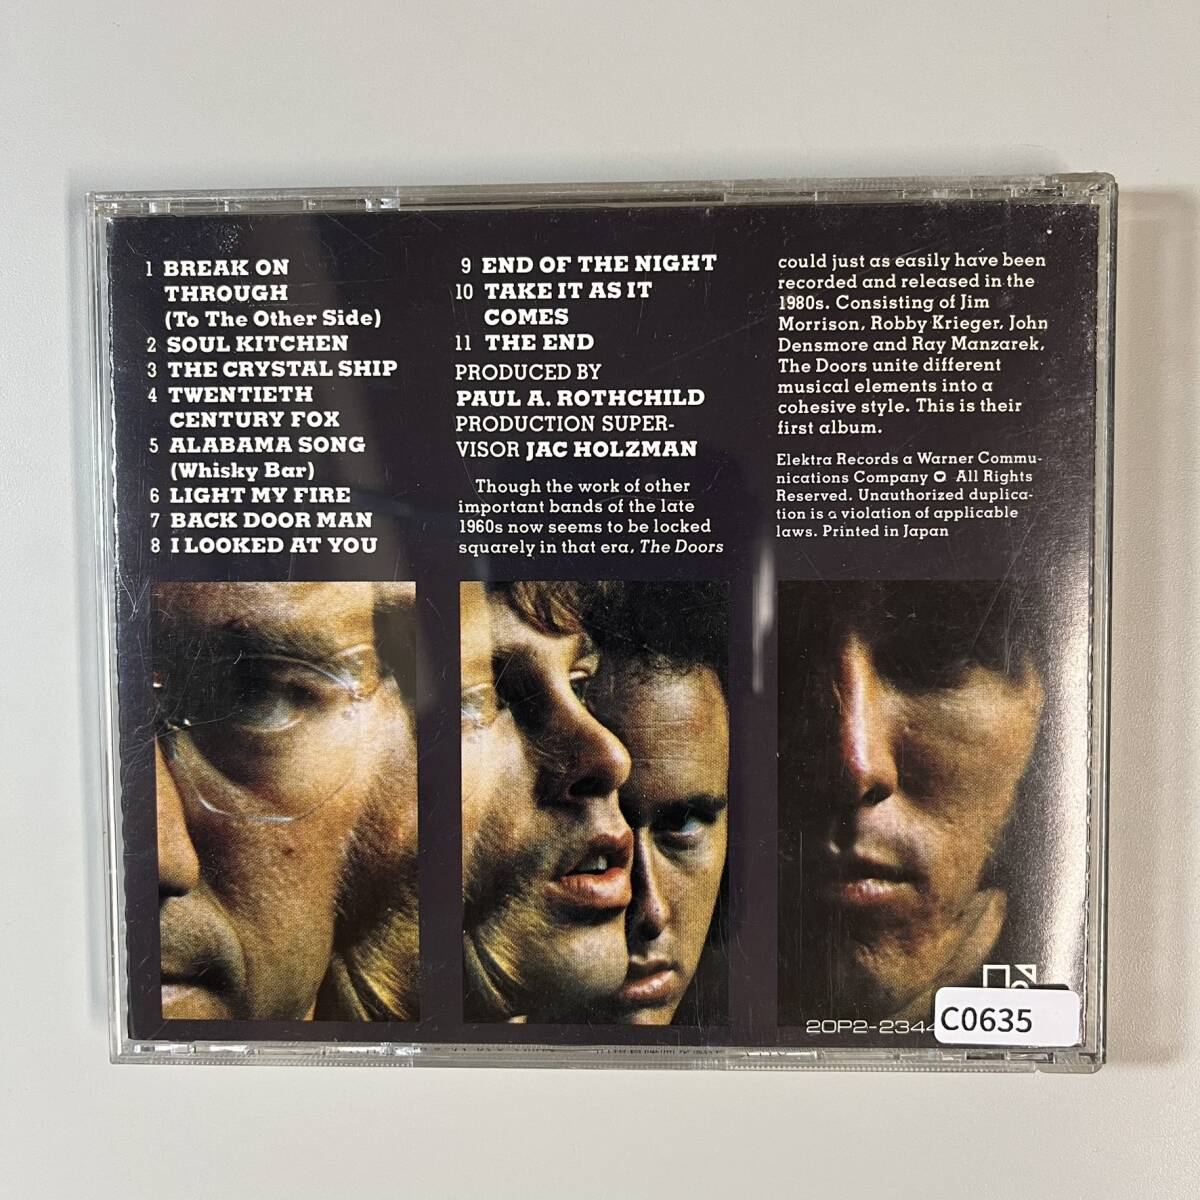 1 BREAK ON
THROUGH
(To The Other Side)
2 SOUL KITCHEN
3 THE CRYSTAL SHIP
4 TWENTIETH
CENTURY FOX
5 ALABAMA SONG
(Whisky Bar)
6 LIGHT MY FIRE
7 BACK DOOR MAN
8 I LOOKED AT YOU
9 END OF THE NIGHT
10 TAKE IT AS IT
COMES
11 THE END
PRODUCED BY
PAUL A. ROTHCHILD
PRODUCTION SUPER-
VISOR JAC HOLZMAN
Though the work of other
important bands of the late
1960s now seems to be locked
squarely in that era, The Doors
could just as easily have been
recorded and released in the
1980s. Consisting of Jim
Morrison, Robby Krieger, John
Densmore and Ray Manzarek,
The Doors unite different
musical elements into a
cohesive style. This is their
first album.
Elektra Records a Warner Commu-
nications Company All Rights
Reserved. Unauthorized duplica-
tion is a violation of applicable
laws. Printed in Japan
20P2-2344
C0635